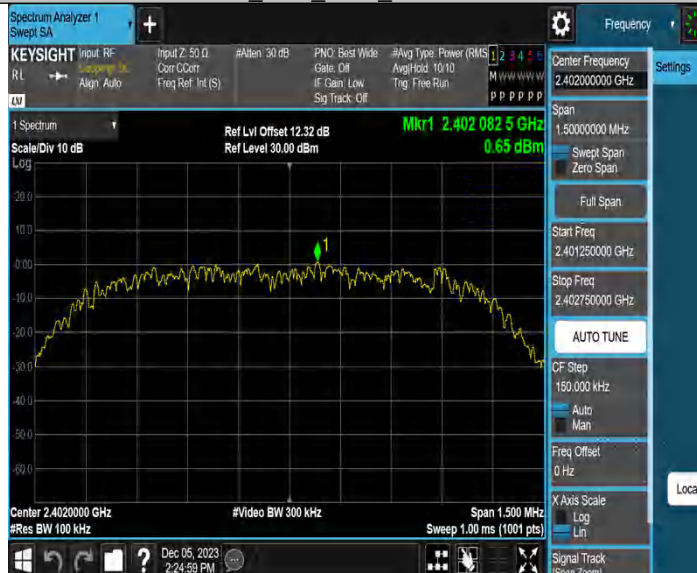 Spectrum Analyzer 1
Swept SA
Frequency
KEYSIGHT
RL
Input: RF
Align: Auto
Input Z: 50 Ω
Corr CCorr
Freq Ref: Int (S)
#Atten: 30 dB
PNO: Best Wide
Gate: Off
IF Gain: Low
Sig Track: Off
#Avg Type: Power (RMS
Avg|Hold: 10/10
Trig: Free Run
1 2 3 4 5 6
M W W W W W
P P P P P P
LW
1 Spectrum
Scale/Div 10 dB
Ref Lvl Offset 12.32 dB
Ref Level 30.00 dBm
Mkr1 2.402 082 5 GHz
0.65 dBm
Log
20.0
10.0
0.00
-10.0
-20.0
-30.0
-40.0
-50.0
-60.0
1
Center 2.4020000 GHz
#Res BW 100 kHz
#Video BW 300 kHz
Span 1.500 MHz
Sweep 1.00 ms (1001 pts)
Dec 05, 2023
2:24:59 PM
Center Frequency
2.402000000 GHz
Settings
Span
1.50000000 MHz
Swept Span
Zero Span
Full Span
Start Freq
2.401250000 GHz
Stop Freq
2.402750000 GHz
AUTO TUNE
CF Step
150.000 kHz
Auto
Man
Freq Offset
0 Hz
X Axis Scale
Log
Lin
Loca
Signal Track
(Span Zoom)